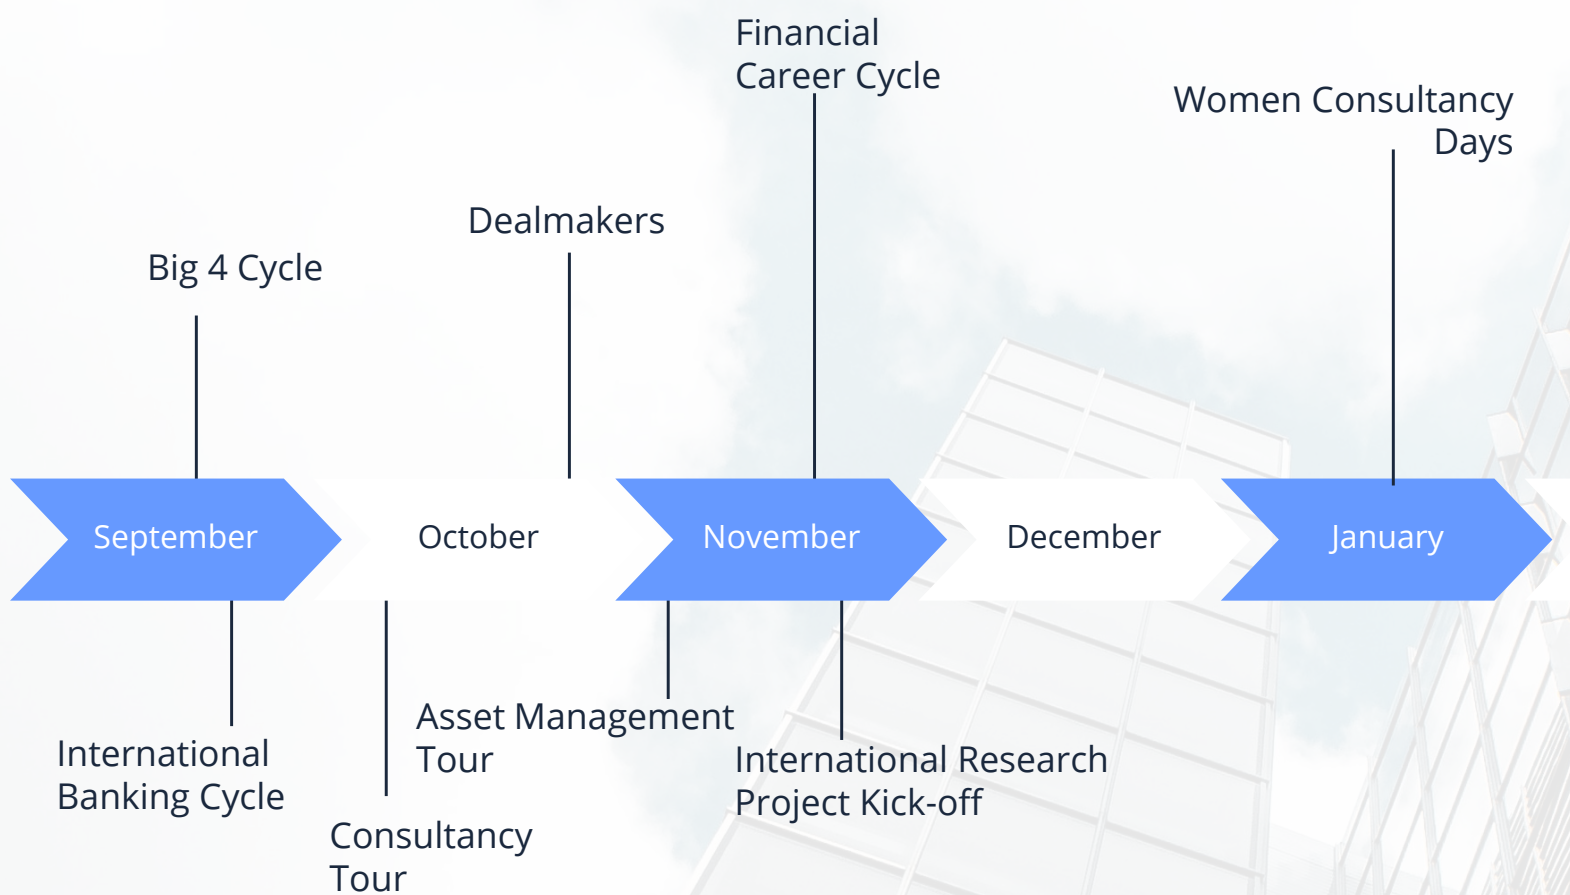 Financial
Career Cycle
Women Consultancy
Days
Dealmakers
Big 4 Cycle
September
October
November
December
January
Asset Management
Tour
International
Banking Cycle
International Research
Project Kick-off
Consultancy
Tour